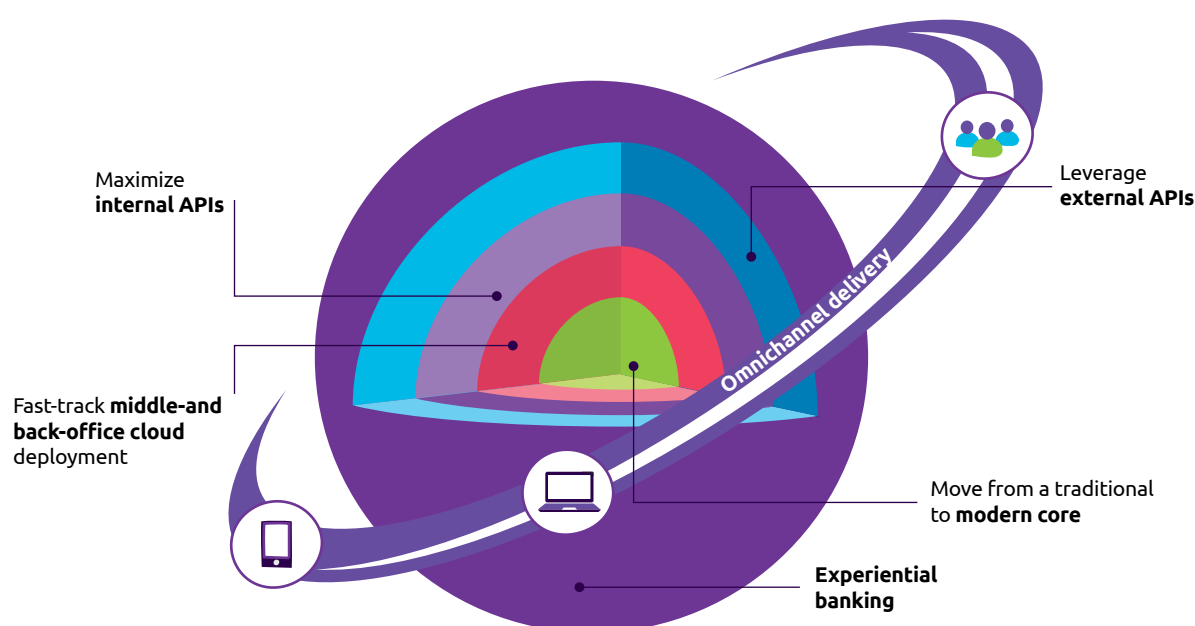 Maximize
internal APIs
Leverage
external APIs
Omnichannel delivery
Fast-track middle-and
back-office cloud
deployment
Move from a traditional
to modern core
Experiential
banking